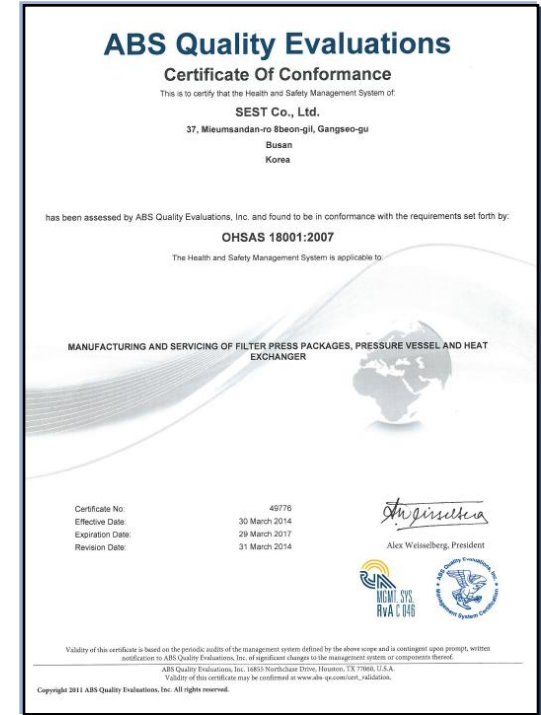 ABS Quality Evaluations
Certificate Of Conformance
This is to certify that the Health and Safety Management System of:
SEST Co., Ltd.
37, Mieumsandan-ro 8beon-gil, Gangseo-gu
Busan
Korea
has been assessed by ABS Quality Evaluations, Inc. and found to be in conformance with the requirements set forth by:
OHSAS 18001:2007
The Health and Safety Management System is applicable to:
MANUFACTURING AND SERVICING OF FILTER PRESS PACKAGES, PRESSURE VESSEL AND HEAT
EXCHANGER
Certificate No: 49776
Effective Date: 30 March 2014
Expiration Date: 29 March 2017
Revision Date: 31 March 2014
Alex Weisselberg, President
RvA
MGMT. SYS.
RvA C 046
ABS Quality Evaluations, Inc.
Management System Certification
Validity of this certificate is based on the periodic audits of the management system defined by the above scope and is contingent upon prompt, written
notification to ABS Quality Evaluations, Inc. of significant changes to the management system or components thereof.
ABS Quality Evaluations, Inc. 16855 Northchase Drive, Houston, TX 77060, U.S.A.
Validity of this certificate may be confirmed at www.abs-qe.com/cert_validation.
Copyright 2011 ABS Quality Evaluations, Inc. All rights reserved.